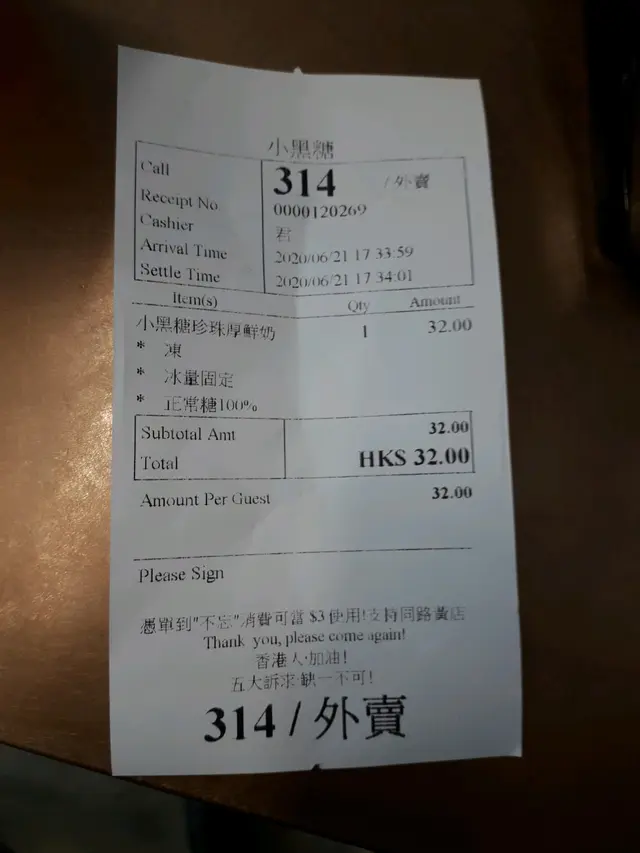 小黑糖
Call 314 /外賣
Receipt No. 0000120269
Cashier 君
Arrival Time 2020/06/21 17 33:59
Settle Time 2020/06/21 17 34:01
Item(s) Qty Amount
小黑糖珍珠厚鮮奶 1 32.00
* 凍
* 冰量固定
* 正常糖100%
Subtotal Amt 32.00
Total HK$ 32.00
Amount Per Guest 32.00
Please Sign
憑單到"不忘"消費可當 $3 使用!支持同路黃店
Thank you, please come again!
香港人·加油!
五大訴求·缺一不可!
314 / 外賣